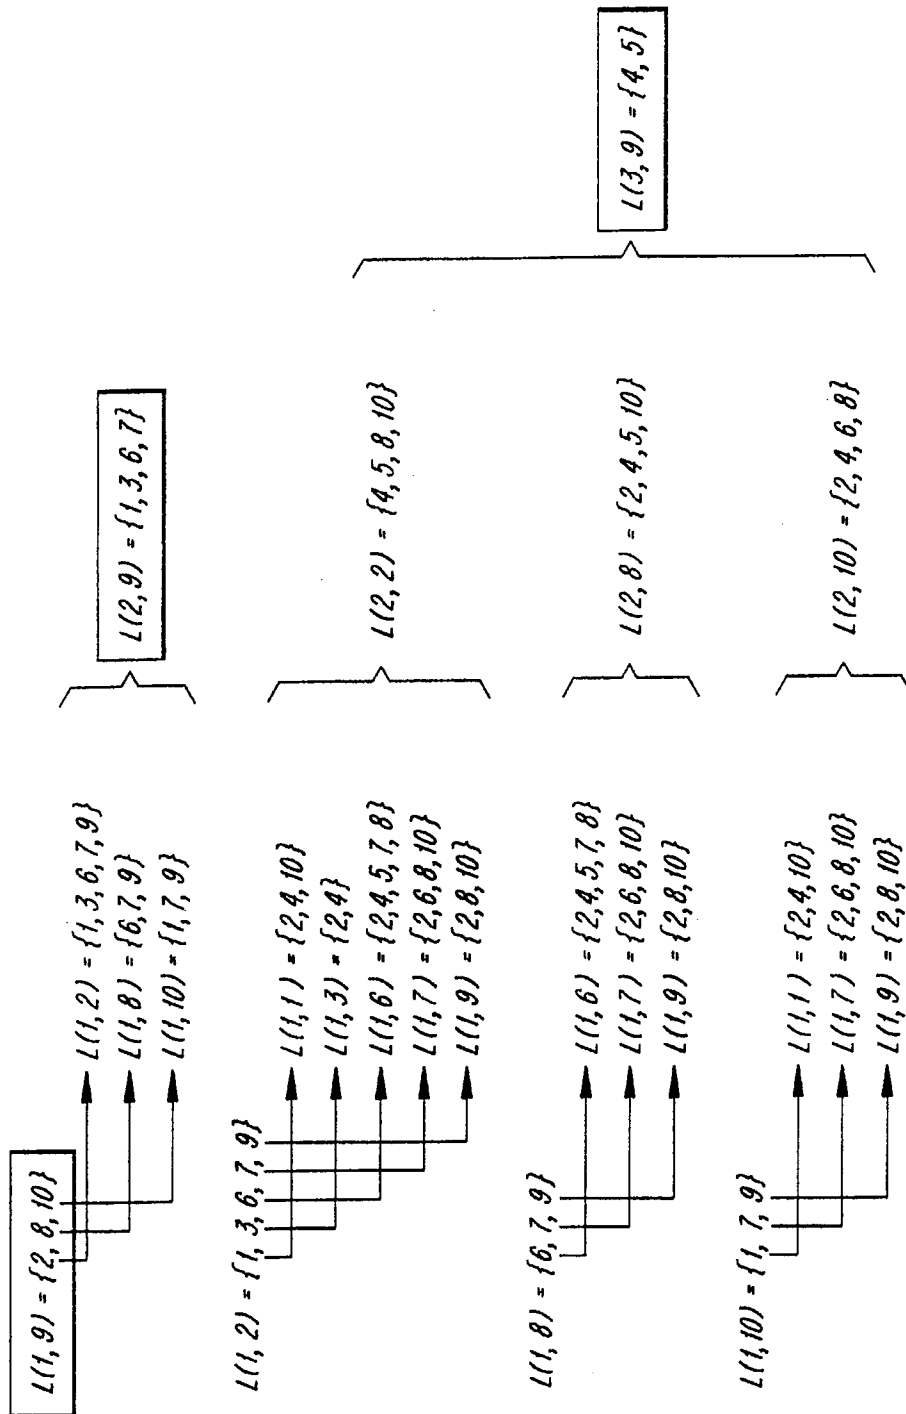 L(1,9) = {2, 8, 10}
L(1,2) = {1,3,6,7,9}
L(1,8) = {6,7,9}
L(1,10) = {1,7,9}
L(2,9) = {1,3,6,7}
L(1,2) = {1, 3, 6, 7, 9}
L(1,1) = {2,4,10}
L(1,3) = {2,4}
L(1,6) = {2,4,5,7,8}
L(1,7) = {2,6,8,10}
L(1,9) = {2,8,10}
L(2,2) = {4,5,8,10}
L(1,8) = {6, 7, 9}
L(1,6) = {2,4,5,7,8}
L(1,7) = {2,6,8,10}
L(1,9) = {2,8,10}
L(2,8) = {2,4,5,10}
L(1,10) = {1, 7, 9}
L(1,1) = {2,4,10}
L(1,7) = {2,6,8,10}
L(1,9) = {2,8,10}
L(2,10) = {2,4,6,8}
L(3,9) = {4,5}